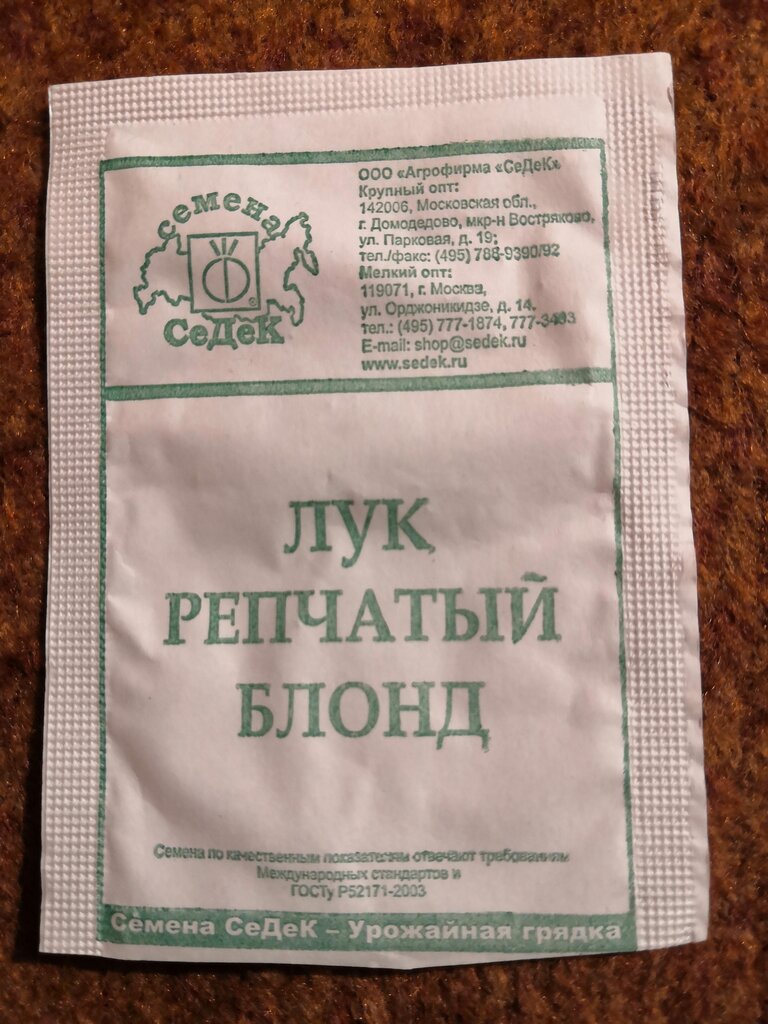 семена
СеДеК
ООО «Агрофирма «СеДеК»
Крупный опт:
142006, Московская обл.,
г. Домодедово, мкр-н Востряково,
ул. Парковая, д. 19;
тел./факс: (495) 788-9390/92
Мелкий опт:
119071, г. Москва,
ул. Орджоникидзе, д. 14,
тел.: (495) 777-1874,
E-mail: shop@sedek.ru
www.sedek.ru
ЛУК
РЕПЧАТЫЙ
БЛОНД
Семена по качественным показателям отвечают требованиям
Международных стандартов и
ГОСТу Р52171-2003
Семена СеДеК – Урожайная грядка